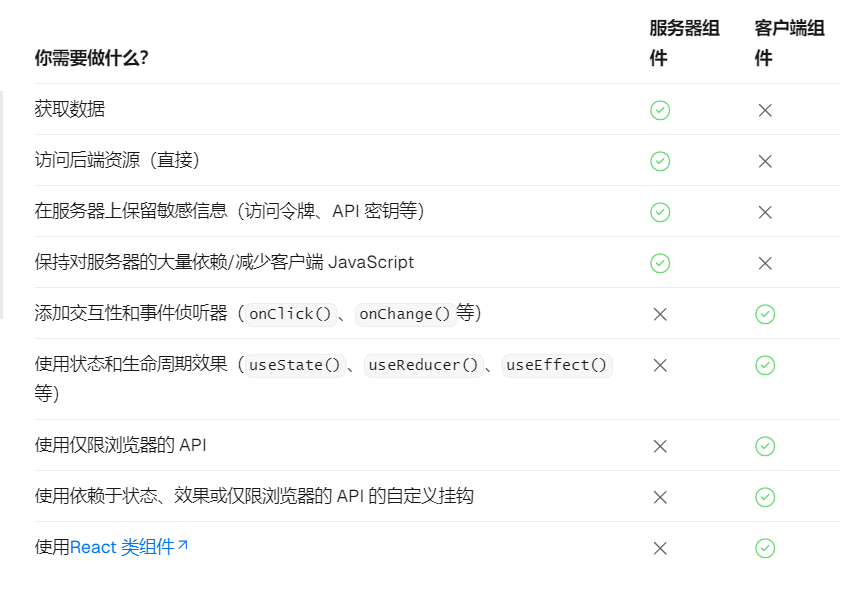 你需要做什么？ 服务器组件 客户端组件
获取数据
访问后端资源（直接）
在服务器上保留敏感信息（访问令牌、API 密钥等）
保持对服务器的大量依赖/减少客户端 JavaScript
添加交互性和事件侦听器（onClick()、onChange()等）
使用状态和生命周期效果（useState()、useReducer()、useEffect()
等）
使用仅限浏览器的 API
使用依赖于状态、效果或仅限浏览器的 API 的自定义挂钩
使用React 类组件